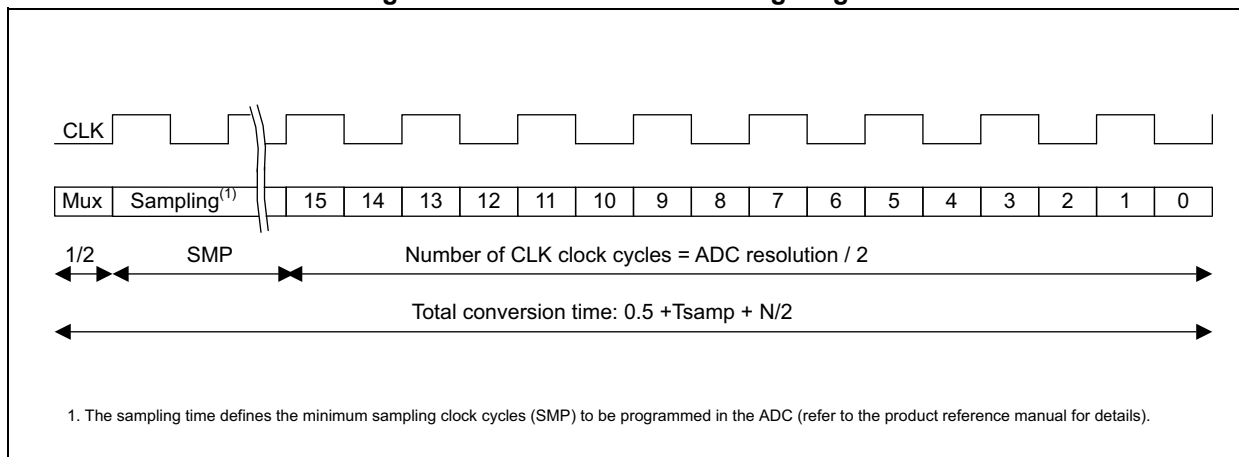 CLK
Mux Sampling(1) 15 14 13 12 11 10 9 8 7 6 5 4 3 2 1 0
1/2 SMP Number of CLK clock cycles = ADC resolution / 2
Total conversion time: 0.5 +Tsamp + N/2
1. The sampling time defines the minimum sampling clock cycles (SMP) to be programmed in the ADC (refer to the product reference manual for details).